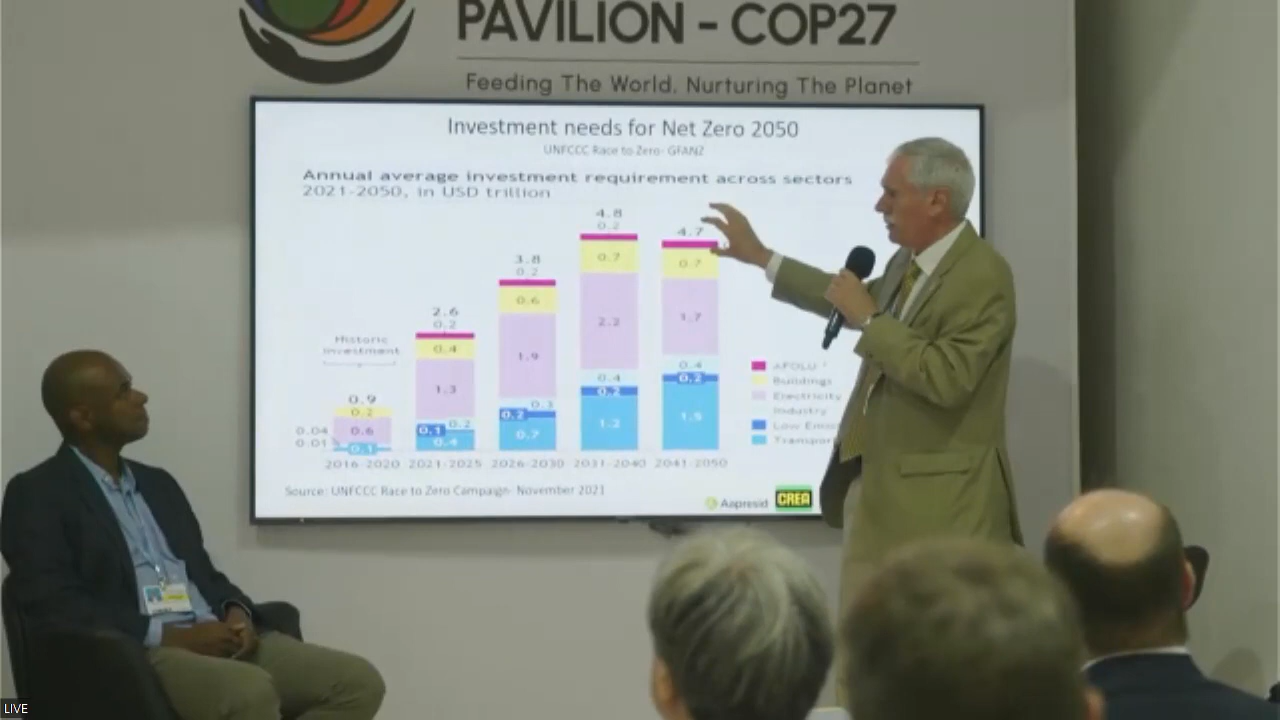 PAVILION - COP27
Feeding The World, Nurturing The Planet
Investment needs for Net Zero 2050
UNFCCC Race to Zero- GFANZ
Annual average investment requirement across sectors
2021-2050, in USD trillion
4.8
0.2
4.7
0.7
0.7
3.8
0.2
0.6
2.6
0.2
0.4
2.2
1.7
1.9
Historic
investment
1.3
0.4
0.4
0.2
0.2
0.9
0.2
0.3
0.2
0.04
0.6
0.1
0.2
1.2
1.5
0.01
0.1
0.4
0.7
2016-2020 2021-2025 2026-2030 2031-2040 2041-2050
AFOLU
Buildings
Electricity
Industry
Low
Source: UNFCCC Race to Zero Campaign- November 2021
Aapresid
CREA
LIVE